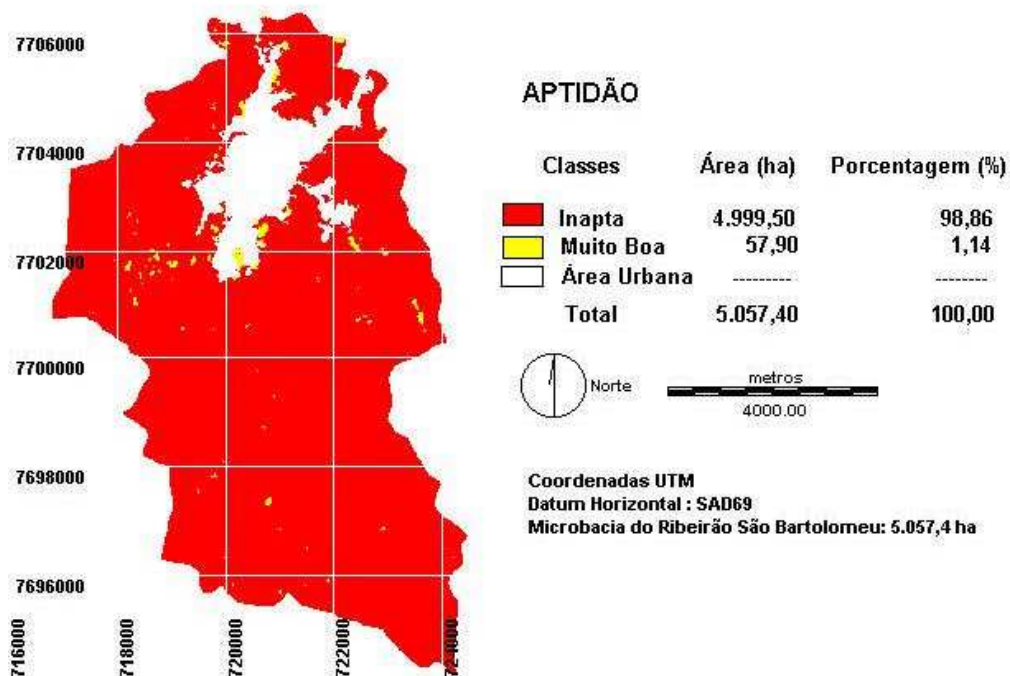 7706000
7704000
7702000
7700000
7698000
7696000
716000
718000
720000
722000
724000
APTIDÃO
Classes Área (ha) Porcentagem (%)
Inapta 4.999,50 98,86
Muito Boa 57,90 1,14
Área Urbana --------- -------
Total 5.057,40 100,00
Norte
metros
4000.00
Coordenadas UTM
Datum Horizontal : SAD69
Microbacia do Ribeirão São Bartolomeu: 5.057,4 ha